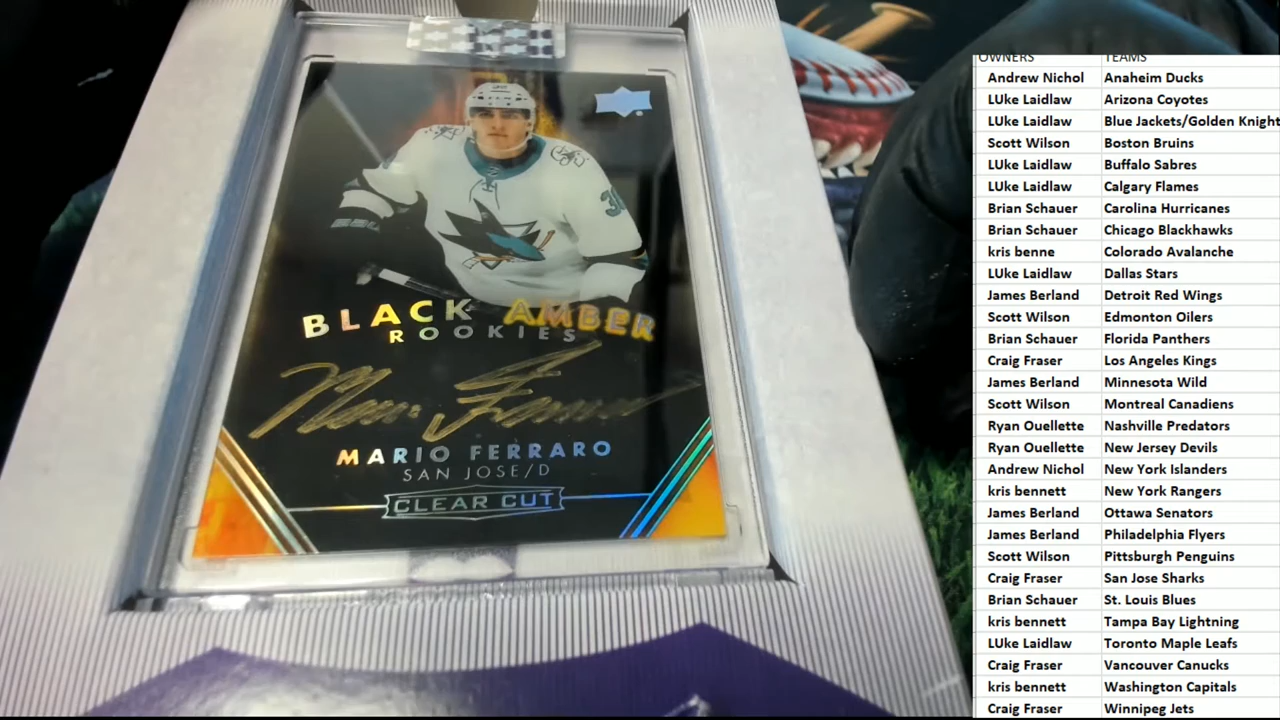 BLACK AMBER
ROOKIES
Mario Ferraro
MARIO FERRARO
SAN JOSE/D
CLEAR CUT
OWNERS TEAMS
Andrew Nichol Anaheim Ducks
LUke Laidlaw Arizona Coyotes
LUke Laidlaw Blue Jackets/Golden Knight
Scott Wilson Boston Bruins
LUke Laidlaw Buffalo Sabres
LUke Laidlaw Calgary Flames
Brian Schauer Carolina Hurricanes
Brian Schauer Chicago Blackhawks
kris benne Colorado Avalanche
LUke Laidlaw Dallas Stars
James Berland Detroit Red Wings
Scott Wilson Edmonton Oilers
Brian Schauer Florida Panthers
Craig Fraser Los Angeles Kings
James Berland Minnesota Wild
Scott Wilson Montreal Canadiens
Ryan Ouellette Nashville Predators
Ryan Ouellette New Jersey Devils
Andrew Nichol New York Islanders
kris bennett New York Rangers
James Berland Ottawa Senators
James Berland Philadelphia Flyers
Scott Wilson Pittsburgh Penguins
Craig Fraser San Jose Sharks
Brian Schauer St. Louis Blues
kris bennett Tampa Bay Lightning
LUke Laidlaw Toronto Maple Leafs
Craig Fraser Vancouver Canucks
kris bennett Washington Capitals
Craig Fraser Winnipeg Jets